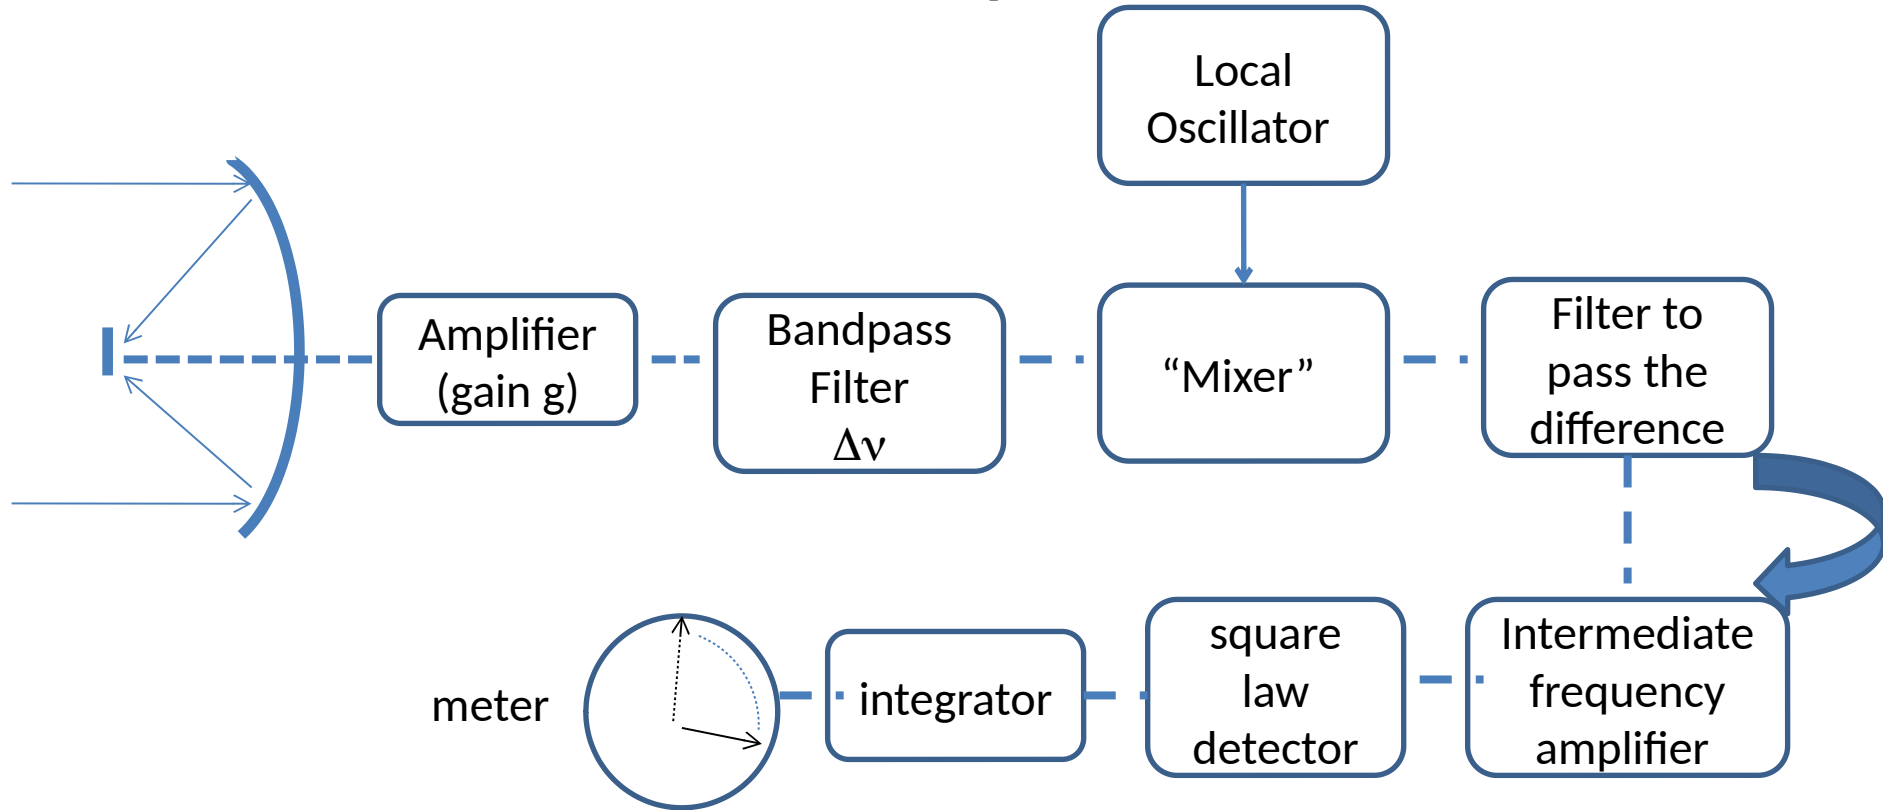 Local
Oscillator
Amplifier
(gain g)
Bandpass
Filter
Δν
“Mixer”
Filter to
pass the
difference
Intermediate
frequency
amplifier
square
law
detector
integrator
meter